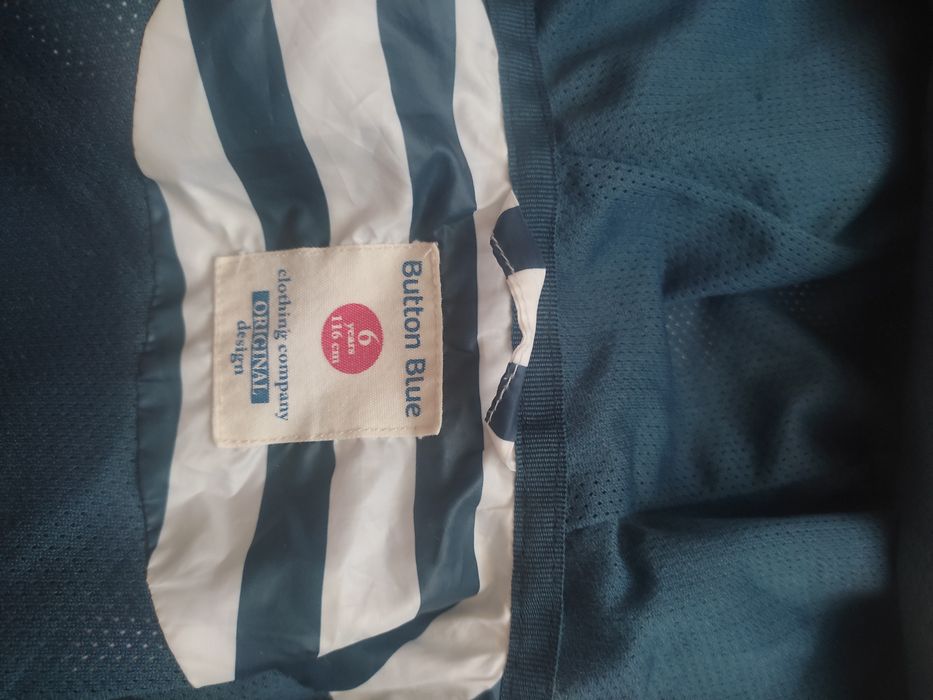 Button Blue
6
years
116 cm
clothing company
ORIGINAL
design